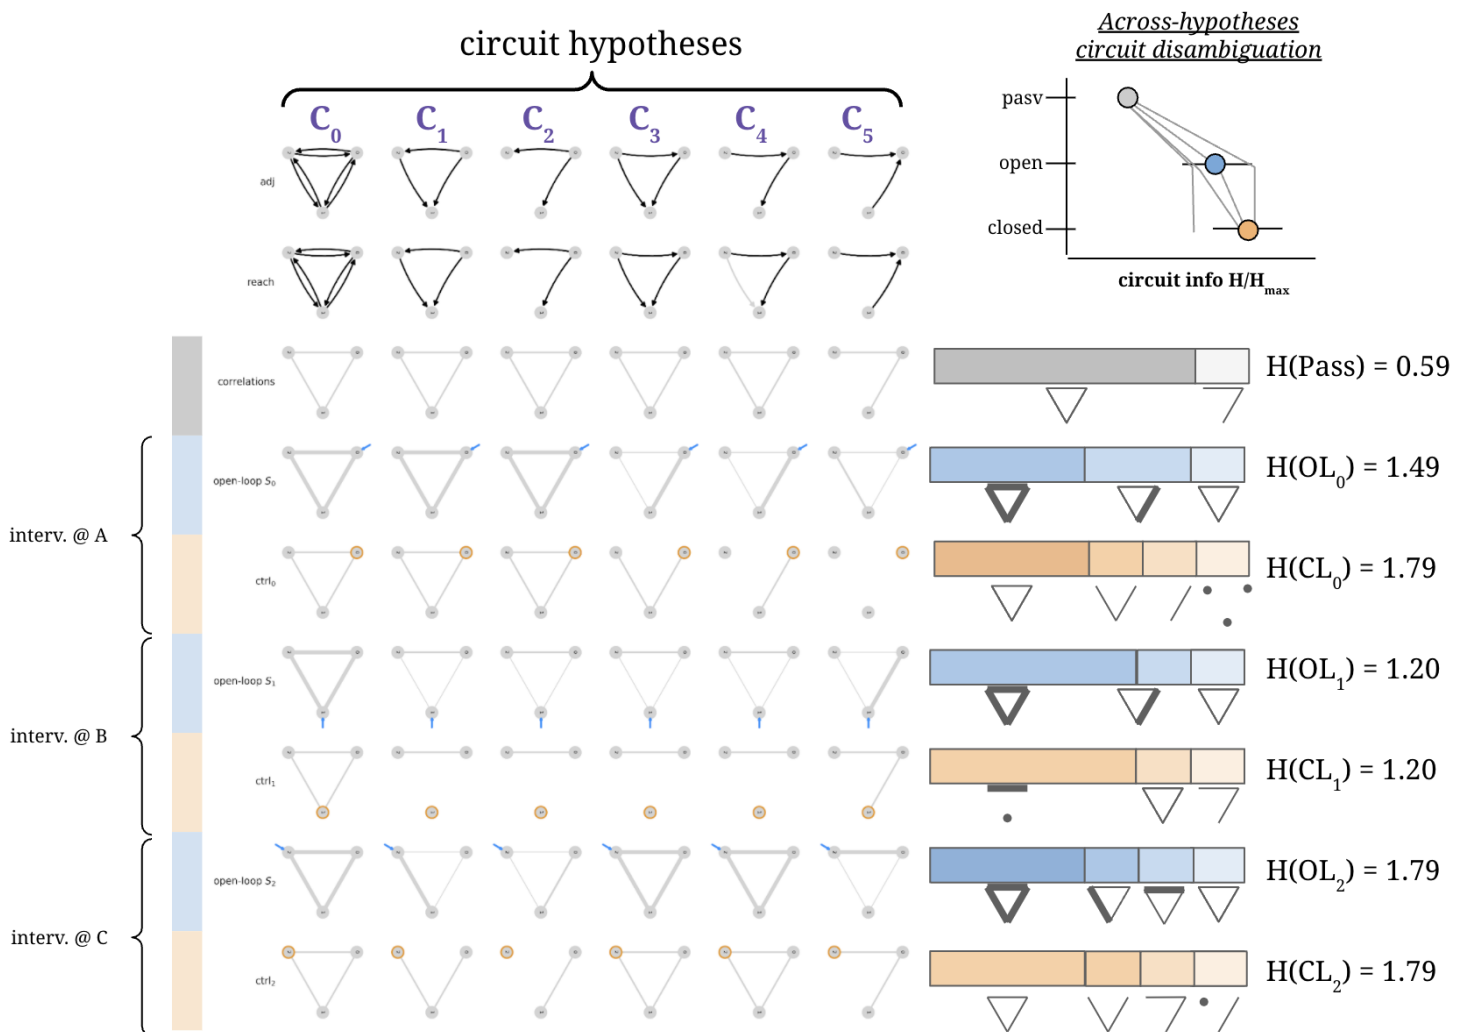 Across-hypotheses
circuit disambiguation
circuit hypotheses
C0 C1 C2 C3 C4 C5
pasv
open
closed
circuit info H/Hmax
adj
reach
correlations
H(Pass) = 0.59
open-loop S0
H(OL0) = 1.49
interv. @ A
ctrl0
H(CL0) = 1.79
open-loop S1
H(OL1) = 1.20
interv. @ B
ctrl1
H(CL1) = 1.20
open-loop S2
H(OL2) = 1.79
interv. @ C
ctrl2
H(CL2) = 1.79